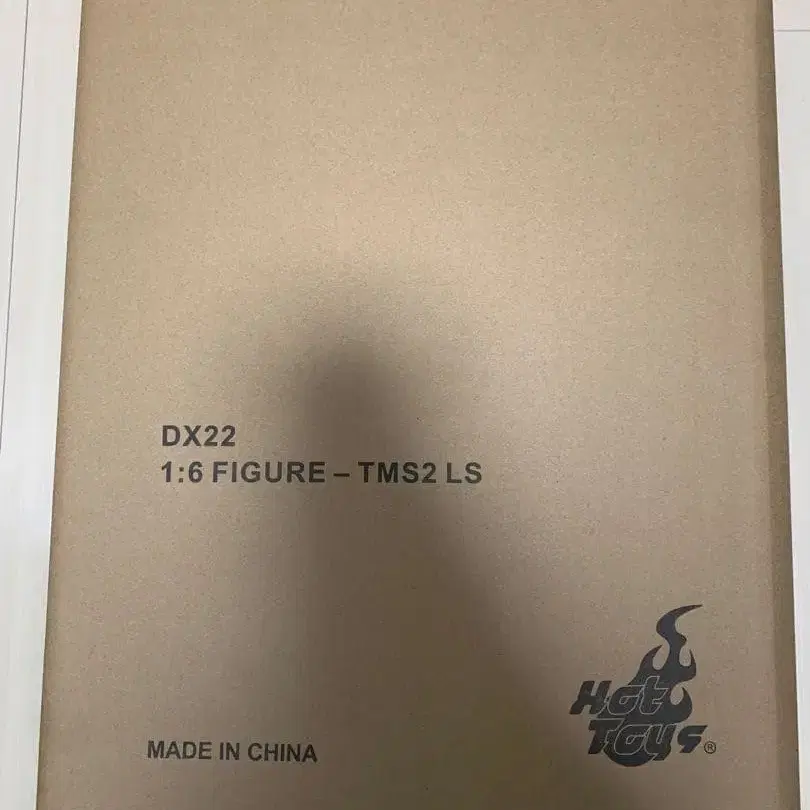 DX22
1:6 FIGURE – TMS2 LS
Hot
Toys®
MADE IN CHINA